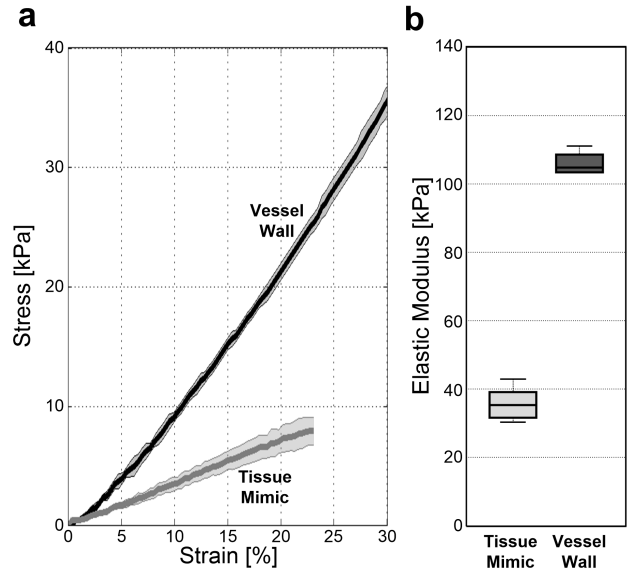 a
40
30
20
10
0
Stress [kPa]
Vessel
Wall
Tissue
Mimic
0 5 10 15 20 25 30
Strain [%]
b
140
120
100
80
60
40
20
0
Elastic Modulus [kPa]
Tissue Vessel
Mimic Wall